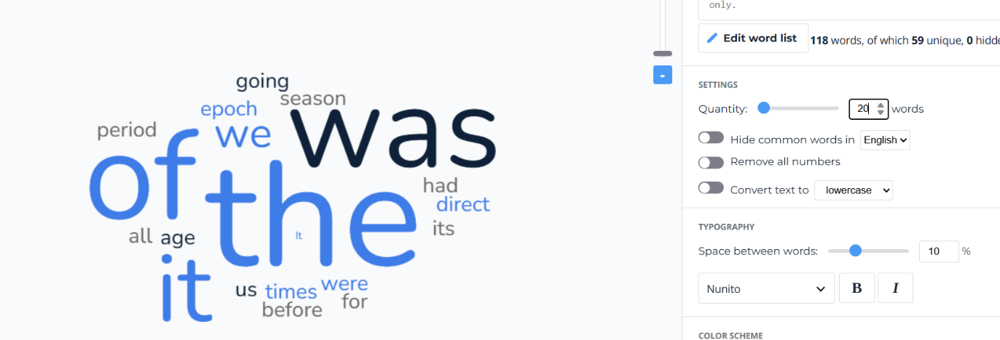 only.
Edit word list 118 words, of which 59 unique, 0 hidde
SETTINGS
Quantity: 20 words
Hide common words in English
Remove all numbers
Convert text to lowercase
TYPOGRAPHY
Space between words: 10 %
Nunito B I
COLOR SCHEME
-
going
season
epoch
was
we
period
of
the
had
direct
its
It
all
age
it
us
times
were
for
before